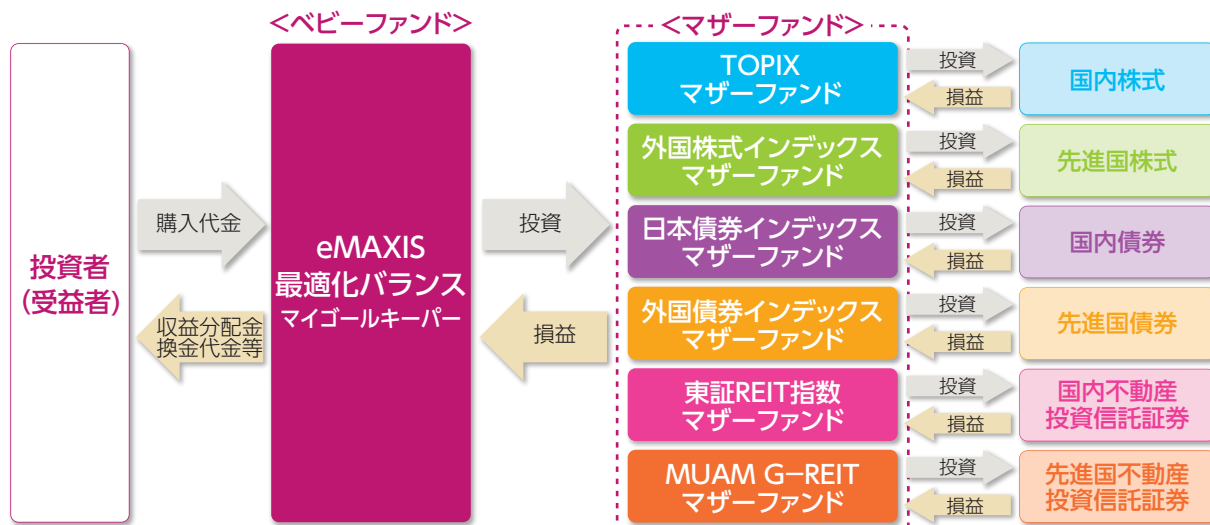 <ベビーファンド>
<マザーファンド>
投資者
(受益者)
購入代金
収益分配金
換金代金等
eMAXIS
最適化バランス
マイゴールキーパー
投資
損益
TOPIX
マザーファンド
投資
損益
国内株式
外国株式インデックス
マザーファンド
投資
損益
先進国株式
日本債券インデックス
マザーファンド
投資
損益
国内債券
外国債券インデックス
マザーファンド
投資
損益
先進国債券
東証REIT指数
マザーファンド
投資
損益
国内不動産
投資信託証券
MUAM G−REIT
マザーファンド
投資
損益
先進国不動産
投資信託証券